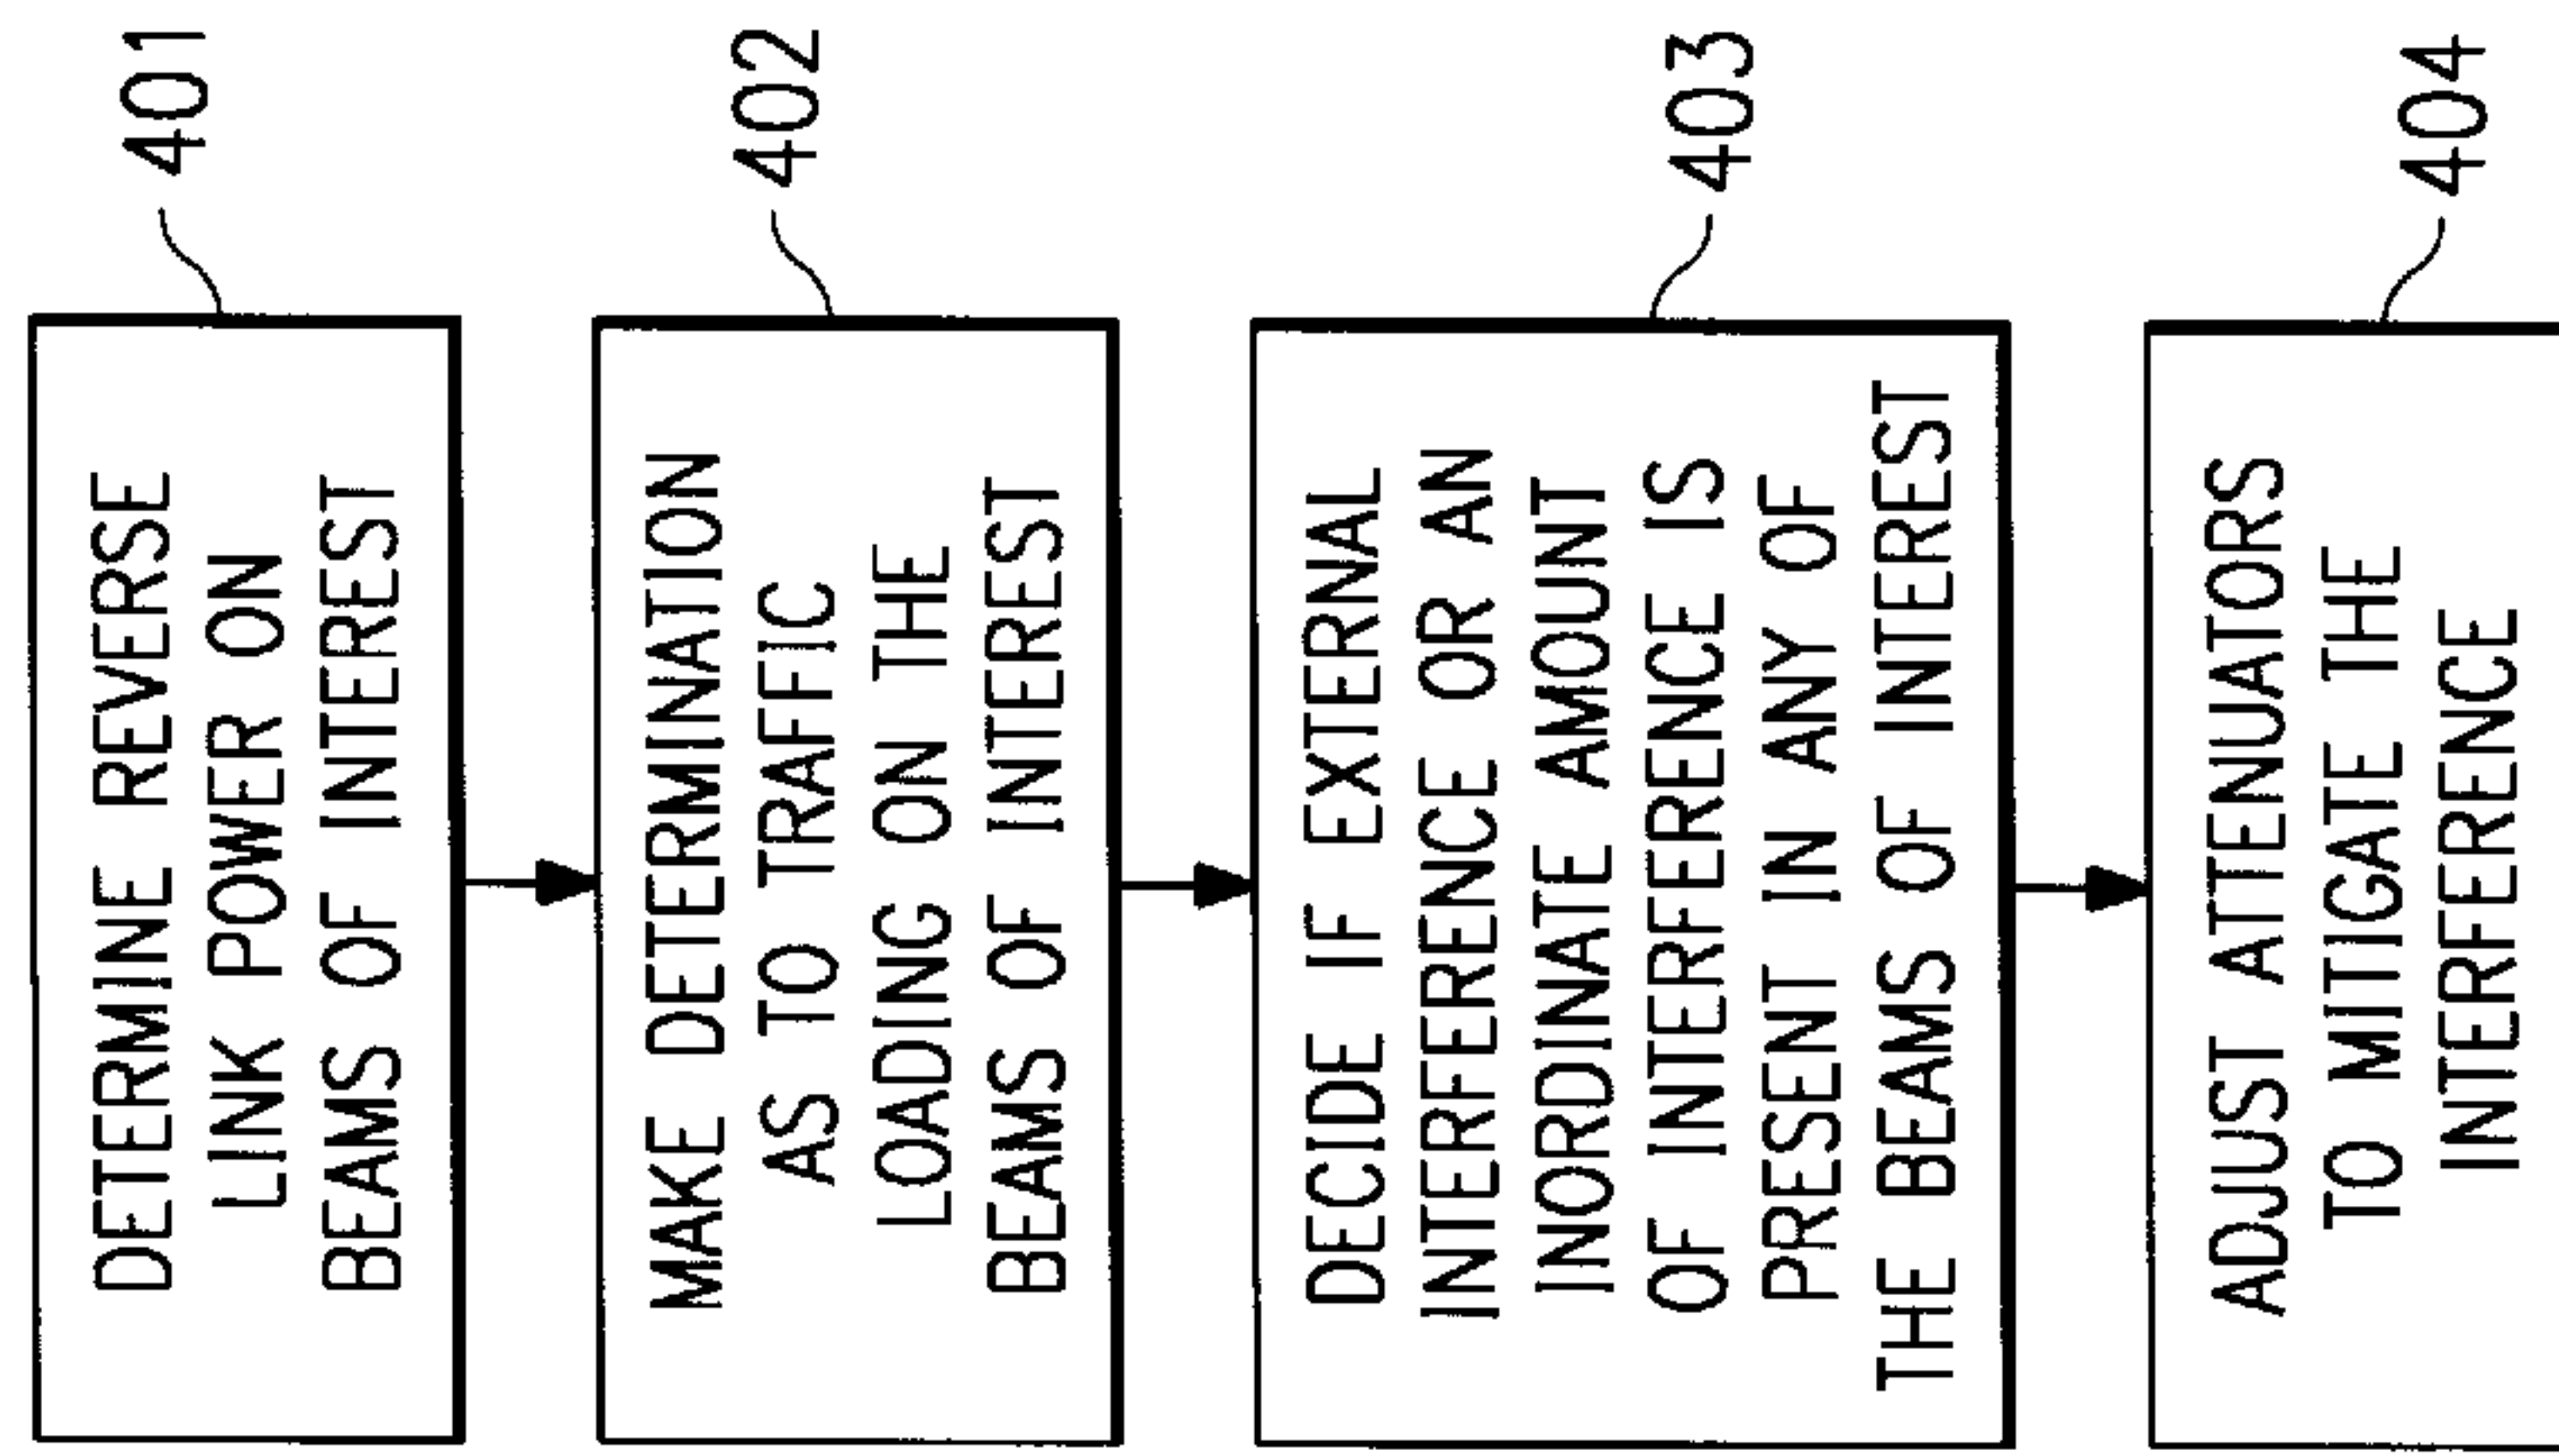 DETERMINE REVERSE
LINK POWER ON
BEAMS OF INTEREST
401
MAKE DETERMINATION
AS TO TRAFFIC
LOADING ON THE
BEAMS OF INTEREST
402
DECIDE IF EXTERNAL
INTERFERENCE OR AN
INORDINATE AMOUNT
OF INTERFERENCE IS
PRESENT IN ANY OF
THE BEAMS OF INTEREST
403
ADJUST ATTENUATORS
TO MITIGATE THE
INTERFERENCE
404